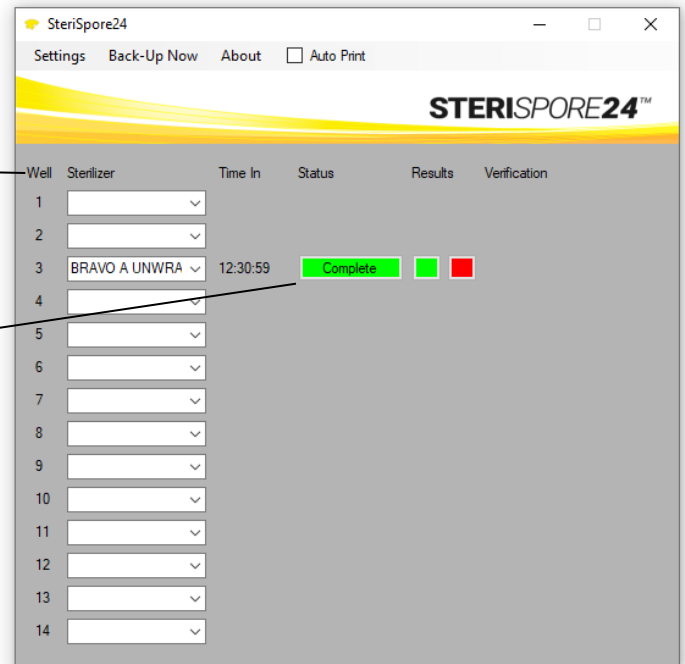 SteriSpore24
Settings Back-Up Now About Auto Print
STERISPORE24™
Well Sterilizer Time In Status Results Verification
1
2
3 BRAVO A UNWRA 12:30:59 Complete
4
5
6
7
8
9
10
11
12
13
14